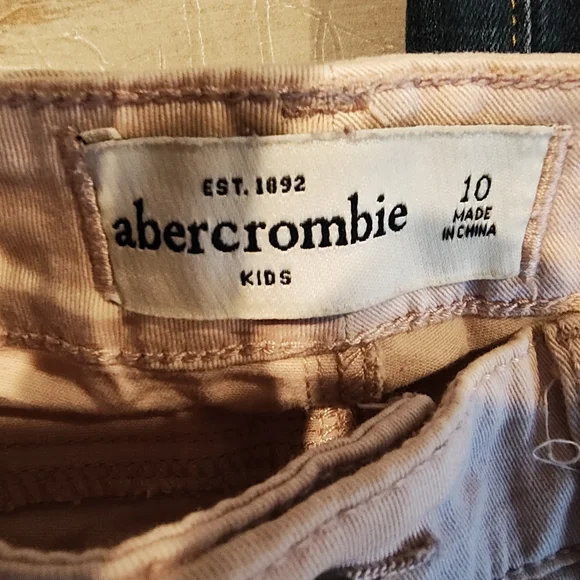 EST. 1892
abercrombie
KIDS
10
MADE
IN CHINA